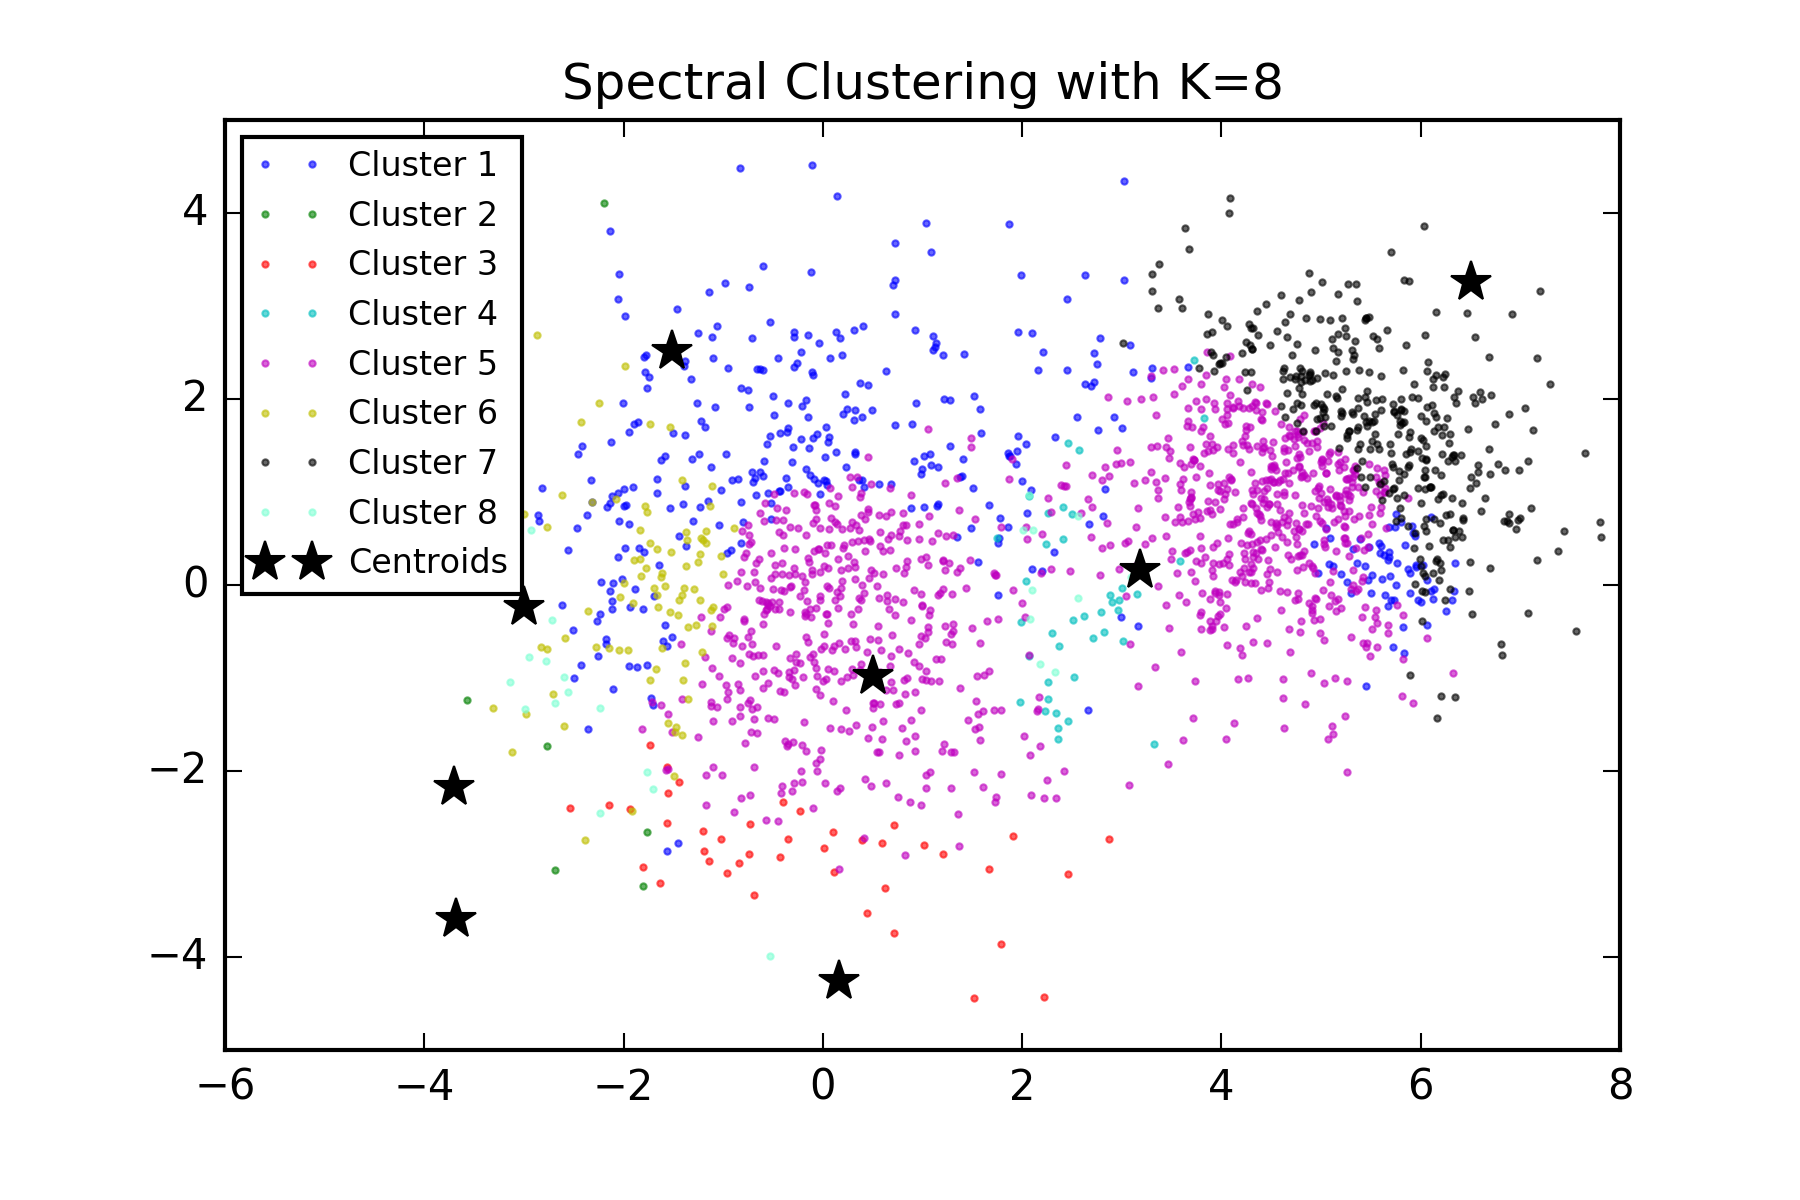 Spectral Clustering with K=8
Cluster 1
Cluster 2
Cluster 3
Cluster 4
Cluster 5
Cluster 6
Cluster 7
Cluster 8
Centroids
4
2
0
−2
−4
−6 −4 −2 0 2 4 6 8